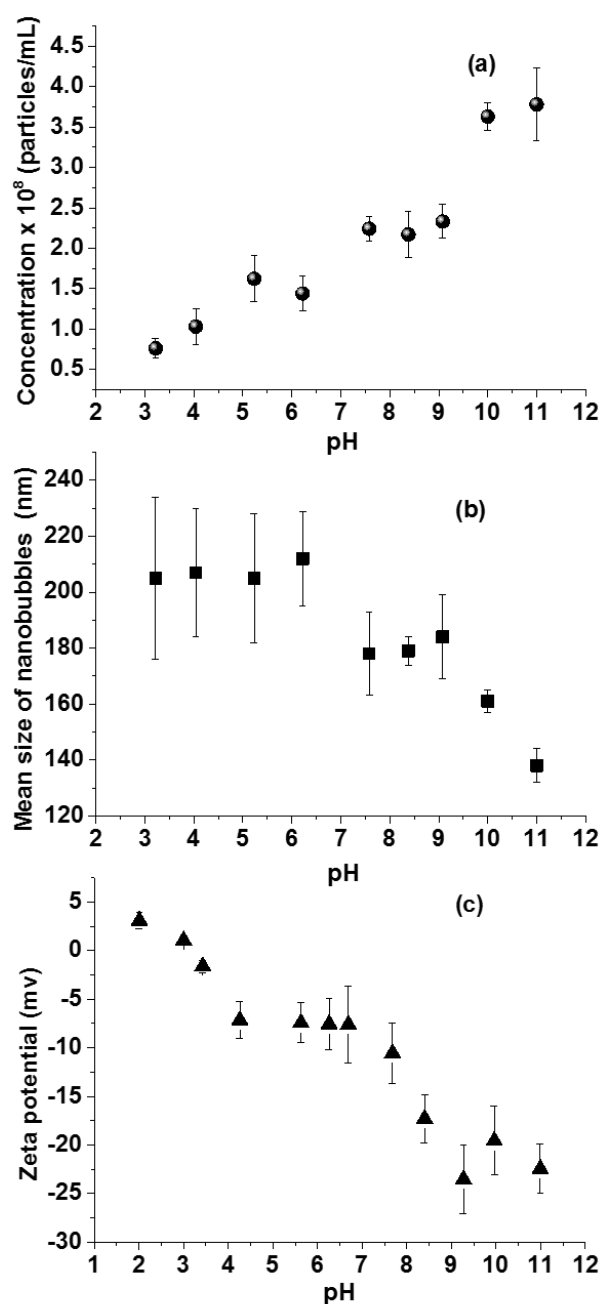 Concentration x 10⁸ (particles/mL)
(a)
4.5
4.0
3.5
3.0
2.5
2.0
1.5
1.0
0.5
2 3 4 5 6 7 8 9 10 11 12
pH
Mean size of nanobubbles (nm)
(b)
240
220
200
180
160
140
120
2 3 4 5 6 7 8 9 10 11 12
pH
Zeta potential (mv)
(c)
5
0
-5
-10
-15
-20
-25
-30
1 2 3 4 5 6 7 8 9 10 11 12
pH